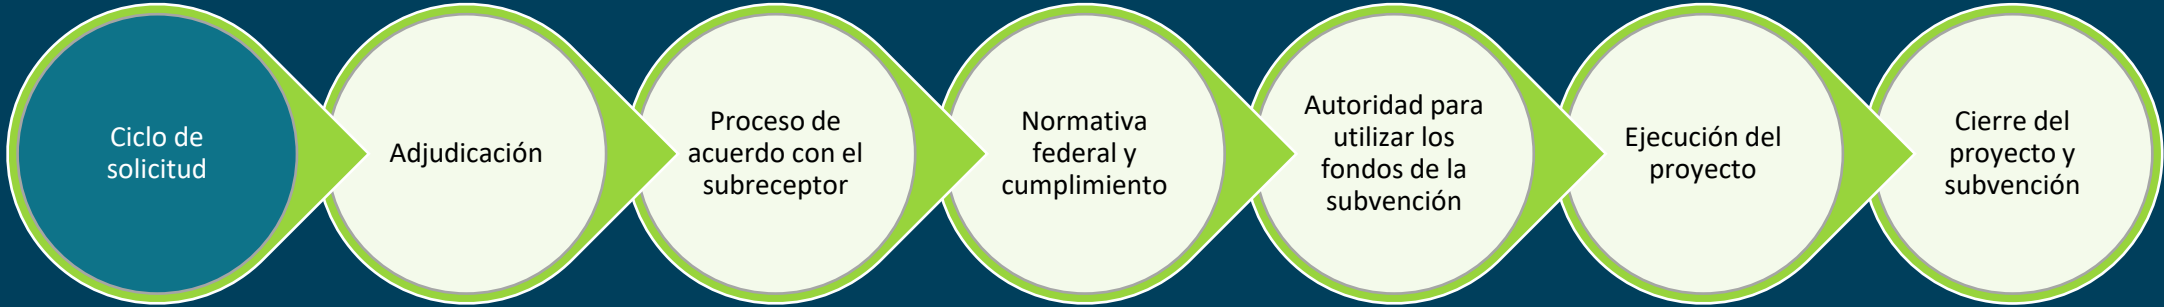 Ciclo de
solicitud
Adjudicación
Proceso de
acuerdo con el
subreceptor
Normativa
federal y
cumplimiento
Autoridad para
utilizar los
fondos de la
subvención
Ejecución del
proyecto
Cierre del
proyecto y
subvención